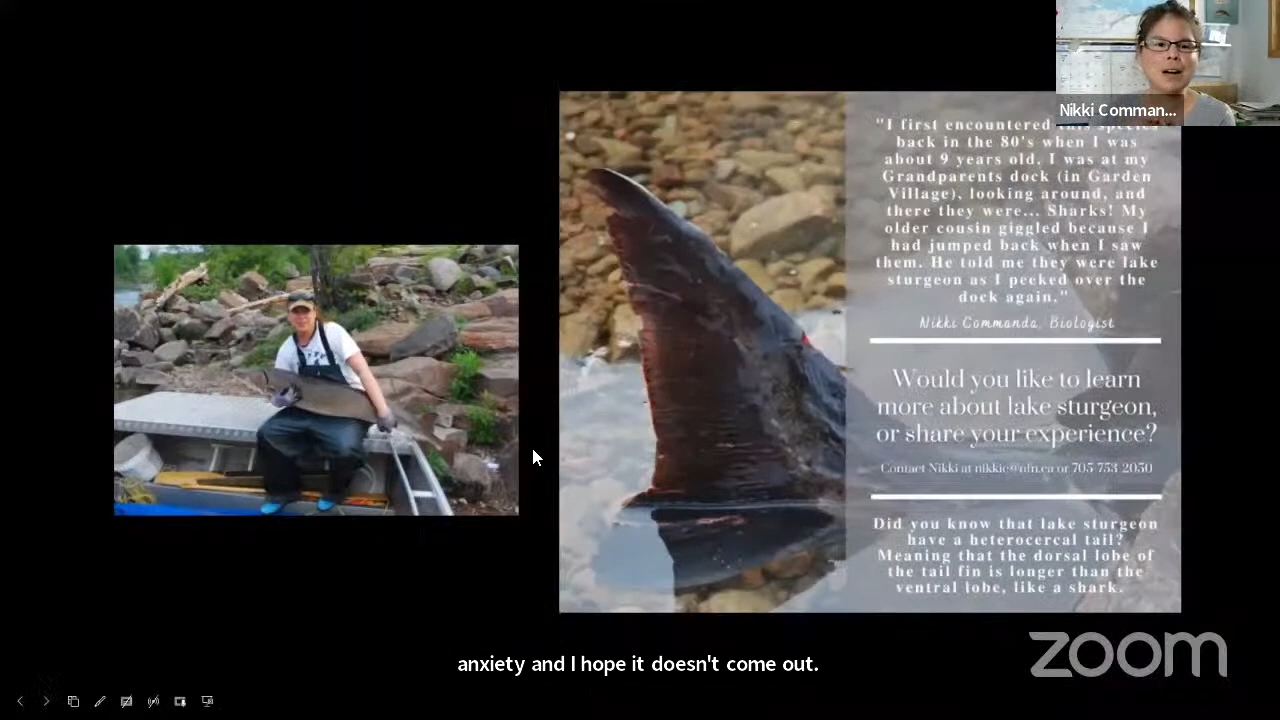 Nikki Comman...
"I first encountered this species
back in the 80's when I was
about 9 years old, I was at my
Grandparents dock (in Garden
Village), looking around, and
there they were... Sharks! My
older cousin giggled because I
had jumped back when I saw
them. He told me they were lake
sturgeon as I peeked over the
dock again."
Nikki Commanda, Biologist
Would you like to learn
more about lake sturgeon,
or share your experience?
Contact Nikki at nikkic@nfn.ca or 705-753-2050
Did you know that lake sturgeon
have a heterocercal tail?
Meaning that the dorsal lobe of
the tail fin is longer than the
ventral lobe, like a shark.
zoom
anxiety and I hope it doesn't come out.